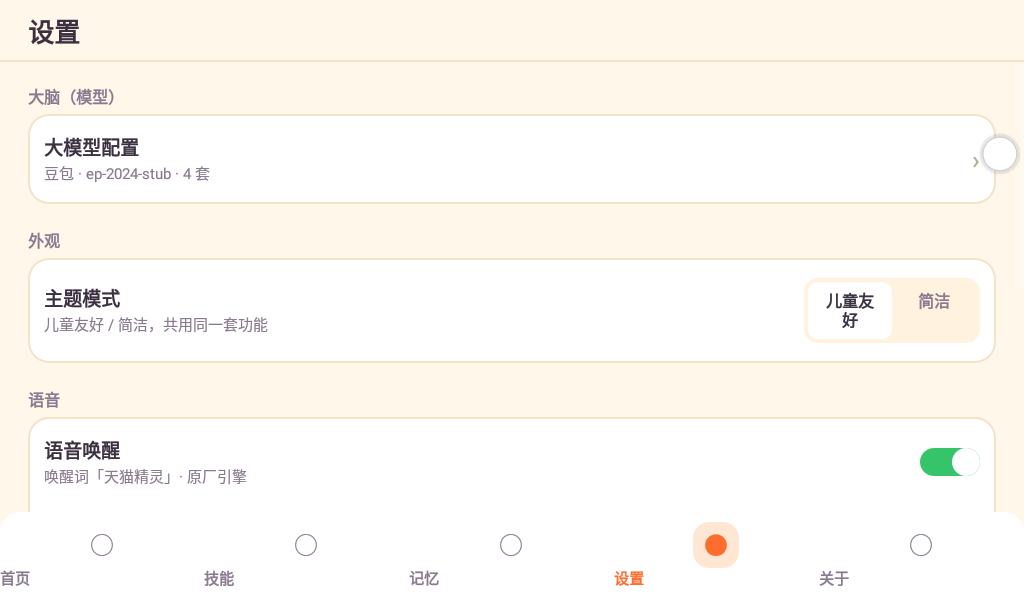 设置
大脑（模型）
大模型配置
豆包 · ep-2024-stub · 4 套
›
外观
主题模式
儿童友好 / 简洁，共用同一套功能
儿童友
好
简洁
语音
语音唤醒
唤醒词「天猫精灵」· 原厂引擎
首页
技能
记忆
设置
关于